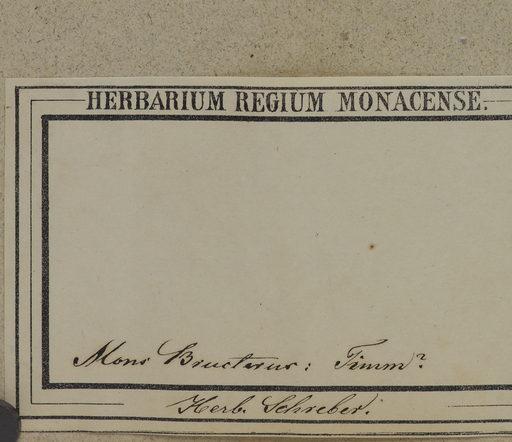 HERBARIUM REGIUM MONACENSE.
Mons Bructerus: Timm?
Herb. Schreber.